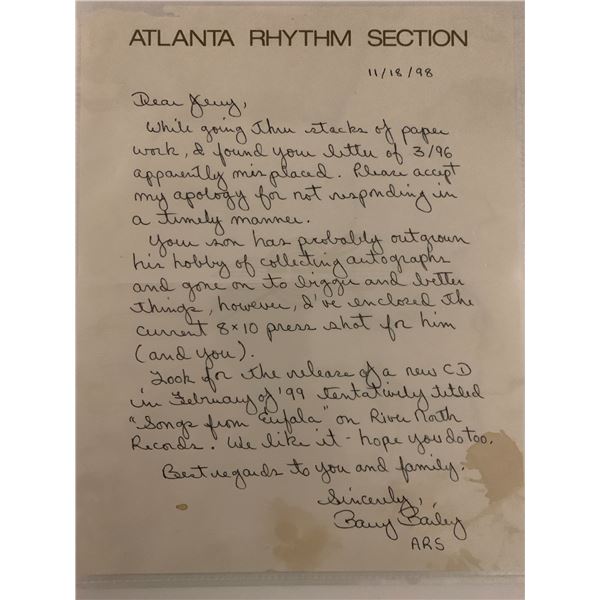 ATLANTA RHYTHM SECTION
11/18/98
Dear Jerry,
While going thru stacks of paper
work, I found your letter of 3/96
apparently misplaced. Please accept
my apology for not responding in
a timely manner.
Your son has probably outgrown
his hobby of collecting autographs
and gone on to bigger and better
things, however, I've enclosed the
current 8x10 press shot for him
(and you).
Look for the release of a new CD
in February of '99 tentatively titled
"Songs from Eufala" on River North
Records. We like it - hope you do too.
Best regards to you and family.
Sincerely,
Barry Bailey
ARS